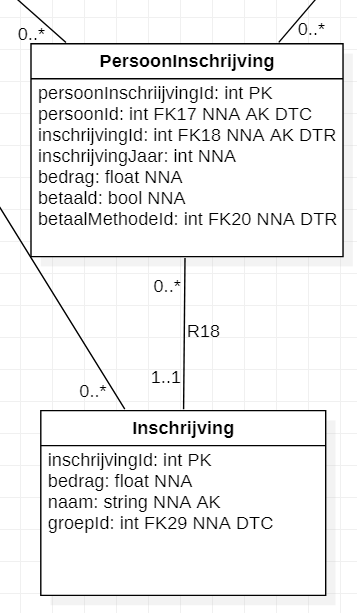 0..*
0..*
PersoonInschrijving
persoonInschriijvingId: int PK
persoonId: int FK17 NNA AK DTC
inschrijvingId: int FK18 NNA AK DTR
inschrijvingJaar: int NNA
bedrag: float NNA
betaald: bool NNA
betaalMethodeId: int FK20 NNA DTR
0..*
R18
1..1
0..*
Inschrijving
inschrijvingId: int PK
bedrag: float NNA
naam: string NNA AK
groepId: int FK29 NNA DTC